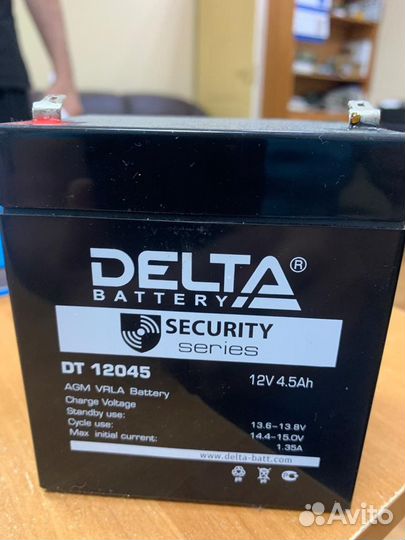 DELTA®
BATTERY
SECURITY
series
DT 12045
12V 4.5Ah
AGM VRLA Battery
Charge Voltage
Standby use: 13.6-13.8V
Cycle use: 14.4-15.0V
Max initial current: 1.35A
www.delta-batt.com
Avito